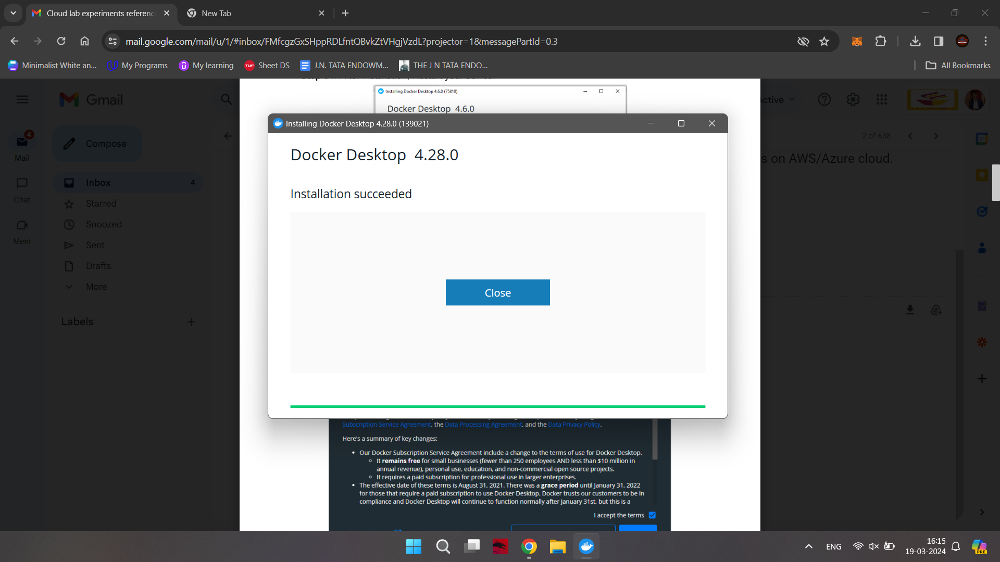 Cloud lab experiments referenc
New Tab
mail.google.com/mail/u/1/#inbox/FMfcgzGxSHppRDLfntQBvkZtVHgjVzdL?projector=1&messagePartId=0.3
Minimalist White an...
My Programs
My learning
Sheet DS
J.N. TATA ENDOWM...
THE J N TATA ENDO...
All Bookmarks
Gmail
Active
Installing Docker Desktop 4.6.0 (75818)
Docker Desktop 4.6.0
Installing Docker Desktop 4.28.0 (139021)
Docker Desktop 4.28.0
Installation succeeded
Close
4
Mail
Chat
Meet
Compose
Inbox 4
Starred
Snoozed
Sent
Drafts
More
Labels
2 of 638
s on AWS/Azure cloud.
31
Subscription Service Agreement, the Data Processing Agreement, and the Data Privacy Policy.
Here's a summary of key changes:
• Our Docker Subscription Service Agreement include a change to the terms of use for Docker Desktop.
It remains free for small businesses (fewer than 250 employees AND less than $10 million in
annual revenue), personal use, education, and non-commercial open source projects.
It requires a paid subscription for professional use in larger enterprises.
• The effective date of these terms is August 31, 2021. There was a grace period until January 31, 2022
for those that require a paid subscription to use Docker Desktop. Docker trusts our customers to be in
compliance and Docker Desktop will continue to function normally after January 31st, but this is a
I accept the terms
ENG
16:15
19-03-2024
PRE